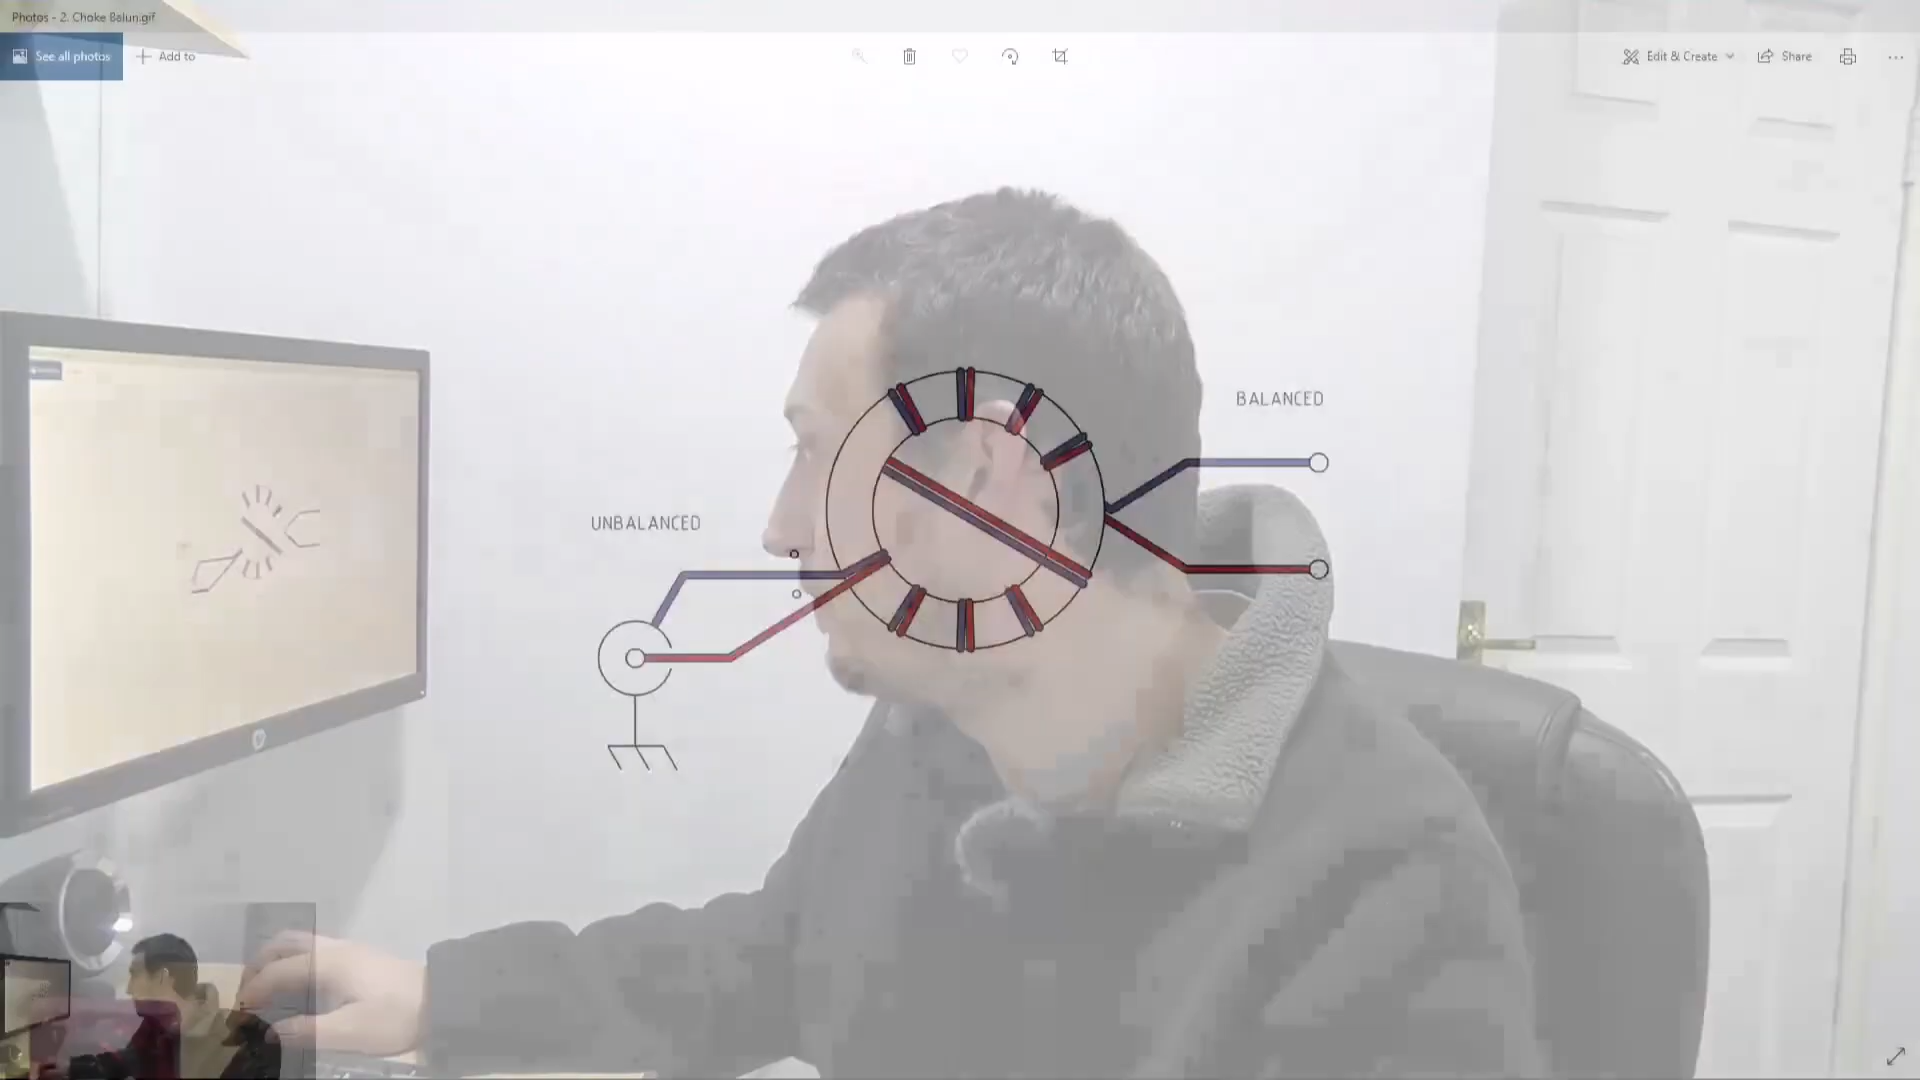 Photos - 2. Choke Balun.gif
See all photos
Add to
Edit & Create
Share
BALANCED
UNBALANCED